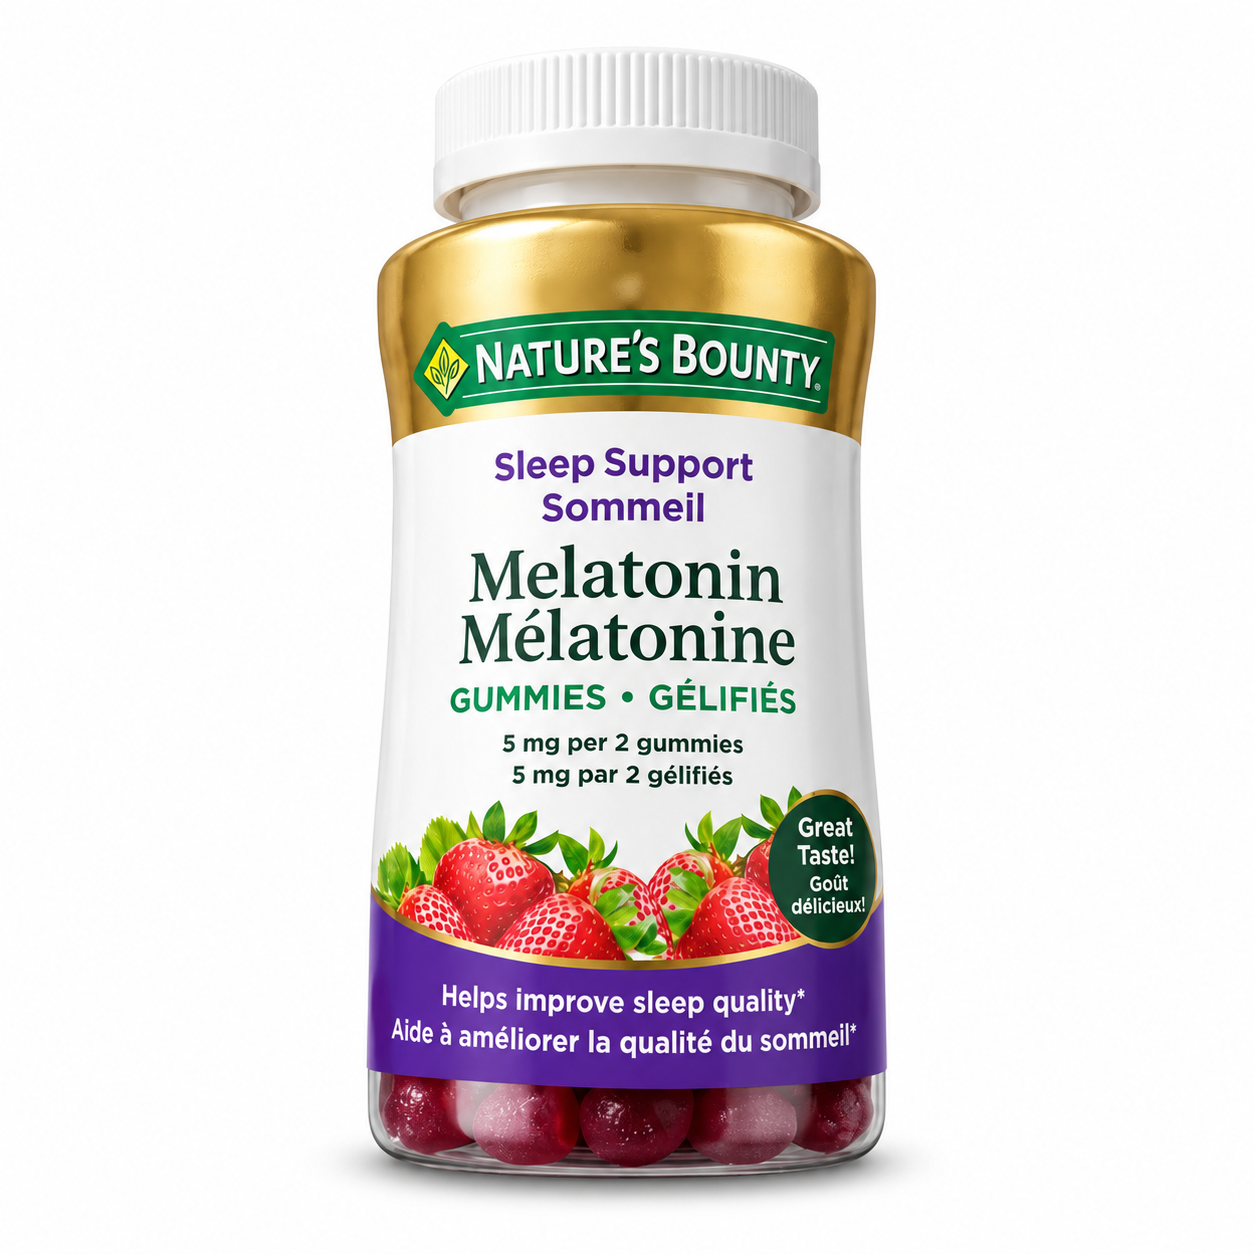 NATURE'S BOUNTY®
Sleep Support
Sommeil
Melatonin
Mélatonine
GUMMIES • GÉLIFIÉS
5 mg per 2 gummies
5 mg par 2 gélifiés
Great
Taste!
Goût
délicieux!
Helps improve sleep quality*
Aide à améliorer la qualité du sommeil*